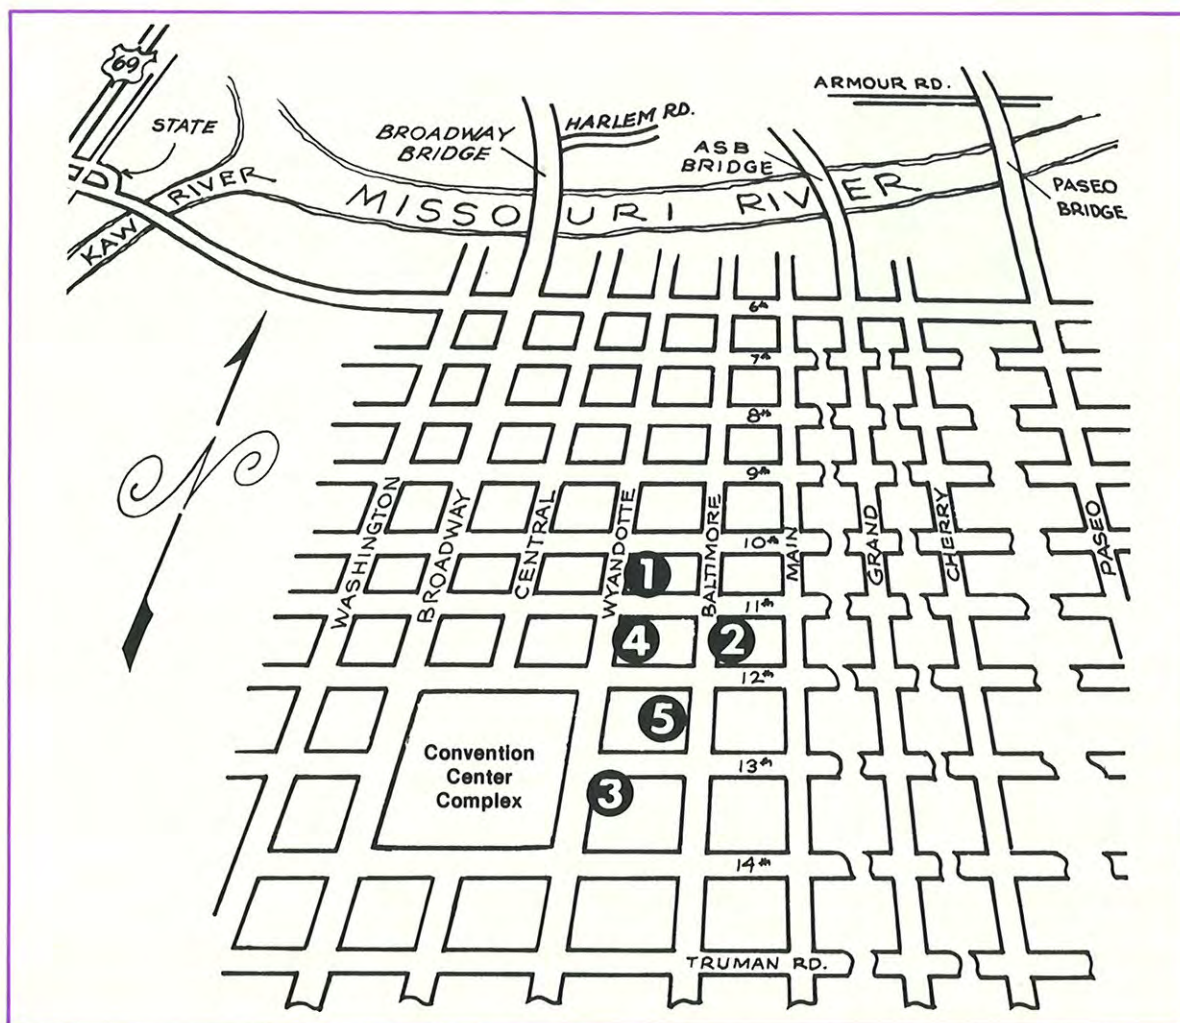 69
STATE
KAW RIVER
BROADWAY
BRIDGE
HARLEM RD.
ASB
BRIDGE
ARMOUR RD.
PASEO
BRIDGE
MISSOURI RIVER
6th
7th
8th
9th
10th
11th
12th
13th
14th
TRUMAN RD.
WASHINGTON
BROADWAY
CENTRAL
WYANDOTTE
BALTIMORE
MAIN
GRAND
CHERRY
PASEO
N
1
4
2
5
3
Convention
Center
Complex